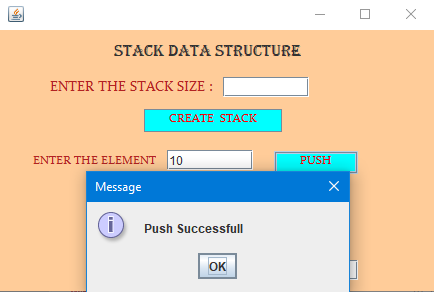 STACK DATA STRUCTURE
ENTER THE STACK SIZE :
CREATE STACK
ENTER THE ELEMENT 10 PUSH
Message
Push Successfull
OK